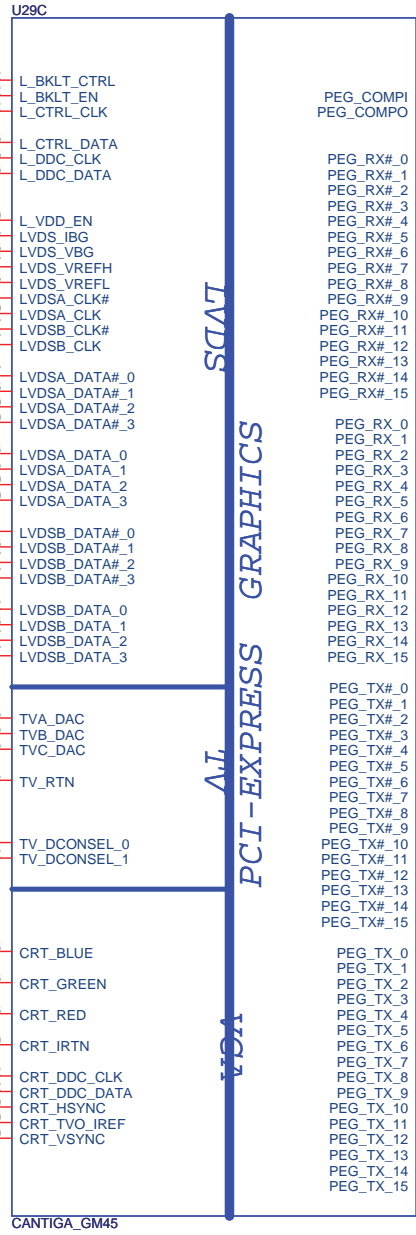 U29C
L_BKLT_CTRL
L_BKLT_EN
L_CTRL_CLK
L_CTRL_DATA
L_DDC_CLK
L_DDC_DATA
L_VDD_EN
LVDS_IBG
LVDS_VBG
LVDS_VREFH
LVDS_VREFL
LVDSA_CLK#
LVDSA_CLK
LVDSB_CLK#
LVDSB_CLK
LVDSA_DATA#_0
LVDSA_DATA#_1
LVDSA_DATA#_2
LVDSA_DATA#_3
LVDSA_DATA_0
LVDSA_DATA_1
LVDSA_DATA_2
LVDSA_DATA_3
LVDSB_DATA#_0
LVDSB_DATA#_1
LVDSB_DATA#_2
LVDSB_DATA#_3
LVDSB_DATA_0
LVDSB_DATA_1
LVDSB_DATA_2
LVDSB_DATA_3
TVA_DAC
TVB_DAC
TVC_DAC
TV_RTN
TV_DCONSEL_0
TV_DCONSEL_1
CRT_BLUE
CRT_GREEN
CRT_RED
CRT_IRTN
CRT_DDC_CLK
CRT_DDC_DATA
CRT_HSYNC
CRT_TVO_IREF
CRT_VSYNC
LVDS
TV
VGA
PCI-EXPRESS GRAPHICS
PEG_COMPI
PEG_COMPO
PEG_RX#_0
PEG_RX#_1
PEG_RX#_2
PEG_RX#_3
PEG_RX#_4
PEG_RX#_5
PEG_RX#_6
PEG_RX#_7
PEG_RX#_8
PEG_RX#_9
PEG_RX#_10
PEG_RX#_11
PEG_RX#_12
PEG_RX#_13
PEG_RX#_14
PEG_RX#_15
PEG_RX_0
PEG_RX_1
PEG_RX_2
PEG_RX_3
PEG_RX_4
PEG_RX_5
PEG_RX_6
PEG_RX_7
PEG_RX_8
PEG_RX_9
PEG_RX_10
PEG_RX_11
PEG_RX_12
PEG_RX_13
PEG_RX_14
PEG_RX_15
PEG_TX#_0
PEG_TX#_1
PEG_TX#_2
PEG_TX#_3
PEG_TX#_4
PEG_TX#_5
PEG_TX#_6
PEG_TX#_7
PEG_TX#_8
PEG_TX#_9
PEG_TX#_10
PEG_TX#_11
PEG_TX#_12
PEG_TX#_13
PEG_TX#_14
PEG_TX#_15
PEG_TX_0
PEG_TX_1
PEG_TX_2
PEG_TX_3
PEG_TX_4
PEG_TX_5
PEG_TX_6
PEG_TX_7
PEG_TX_8
PEG_TX_9
PEG_TX_10
PEG_TX_11
PEG_TX_12
PEG_TX_13
PEG_TX_14
PEG_TX_15
CANTIGA_GM45